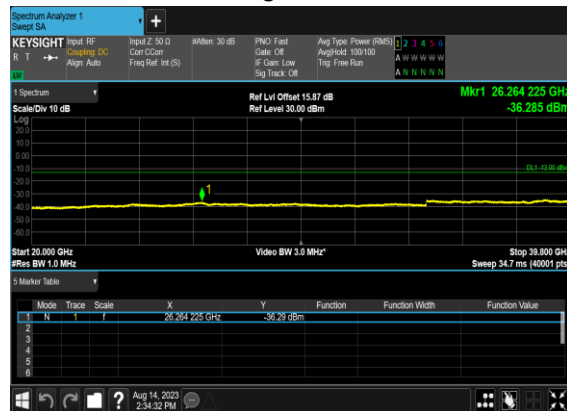 Spectrum Analyzer 1
Swept SA
+
KEYSIGHT Input: RF Input Z: 50 Ω #Atten: 30 dB PNO: Fast Avg Type: Power (RMS) 1 2 3 4 5 6
R T Coupling: DC Corr CCorr Gate: Off Avg|Hold: 100/100 A W W W W W
Align: Auto Freq Ref: Int (S) IF Gain: Low Trig: Free Run A N N N N N
Sig Track: Off
1 Spectrum Ref Lvl Offset 15.87 dB Mkr1 26.264 225 GHz
Scale/Div 10 dB Ref Level 30.00 dBm -36.285 dBm
Log
20.0
10.0
0.00
-10.0 DL1 -13.00 dBm
-20.0
-30.0 1
-40.0
-50.0
-60.0
Start 20.000 GHz Video BW 3.0 MHz* Stop 39.800 GHz
#Res BW 1.0 MHz Sweep 34.7 ms (40001 pts)
5 Marker Table
Mode Trace Scale X Y Function Function Width Function Value
1 N 1 f 26.264 225 GHz -36.29 dBm
2
3
4
5
6
? Aug 14, 2023
2:34:32 PM